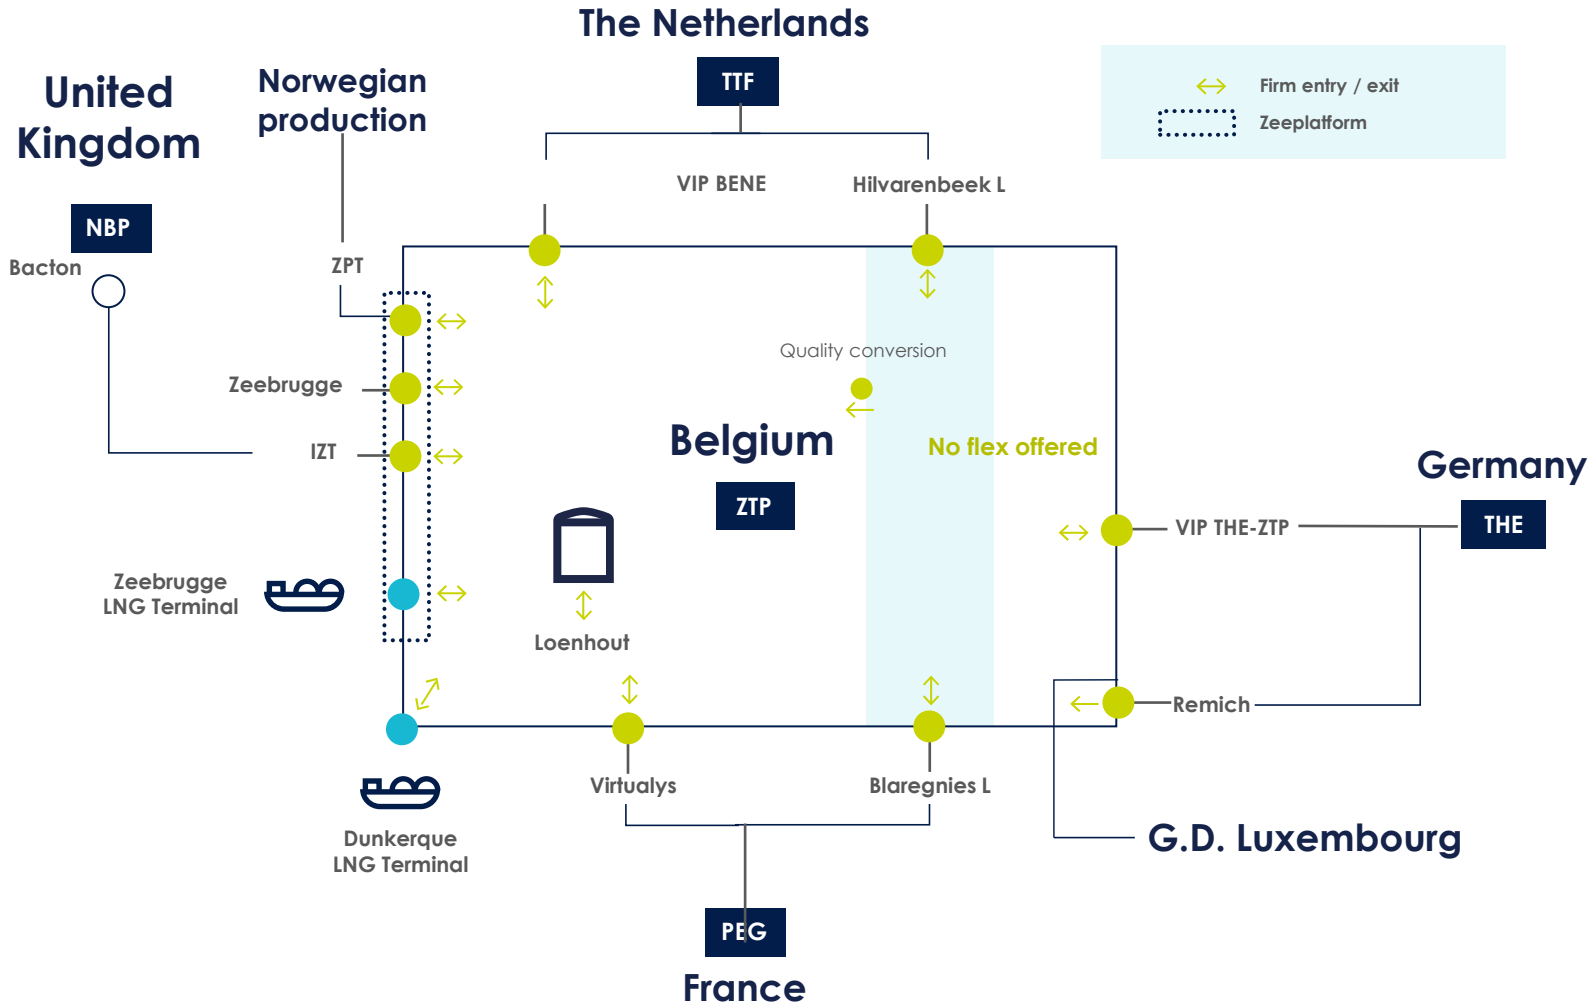 The Netherlands
TTF
United
Kingdom
Norwegian
production
Firm entry / exit
Zeeplatform
VIP BENE
Hilvarenbeek L
NBP
Bacton
ZPT
Quality conversion
Zeebrugge
Belgium
No flex offered
IZT
Germany
ZTP
VIP THE-ZTP
THE
Zeebrugge
LNG Terminal
Loenhout
Remich
Virtualys
Blaregnies L
Dunkerque
LNG Terminal
G.D. Luxembourg
PEG
France